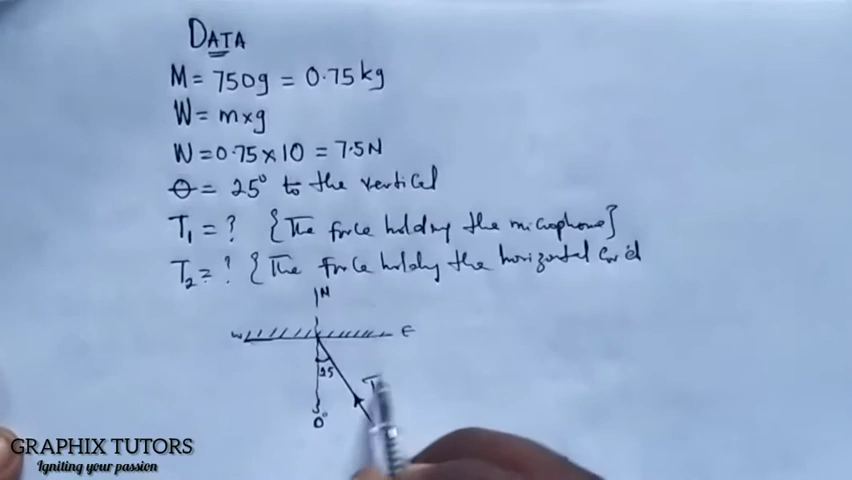 DATA
M = 750g = 0.75kg
W = m×g
W = 0.75×10 = 7.5N
θ = 25° to the vertical
T₁ = ? {The force holding the microphone}
T₂ = ? {The force holding the horizontal cord
N
W E
25
T
0°
GRAPHIX TUTORS
Igniting your passion